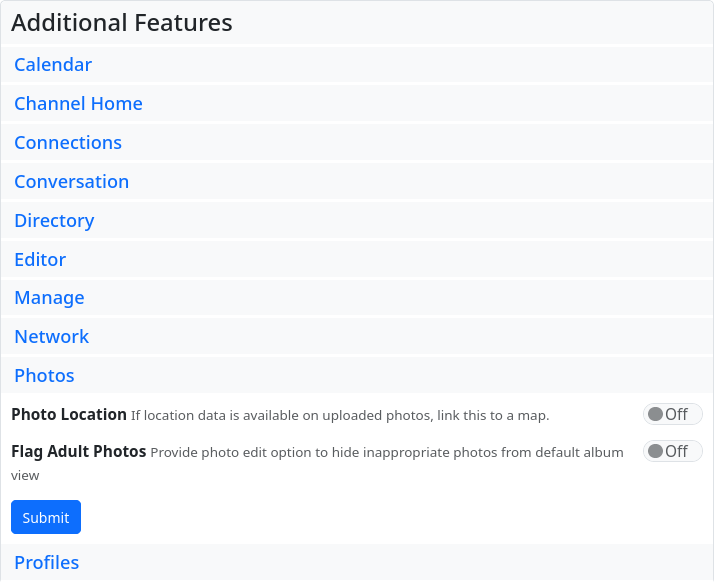 Additional Features
Calendar
Channel Home
Connections
Conversation
Directory
Editor
Manage
Network
Photos
Photo Location If location data is available on uploaded photos, link this to a map. Off
Flag Adult Photos Provide photo edit option to hide inappropriate photos from default album Off
view
Submit
Profiles